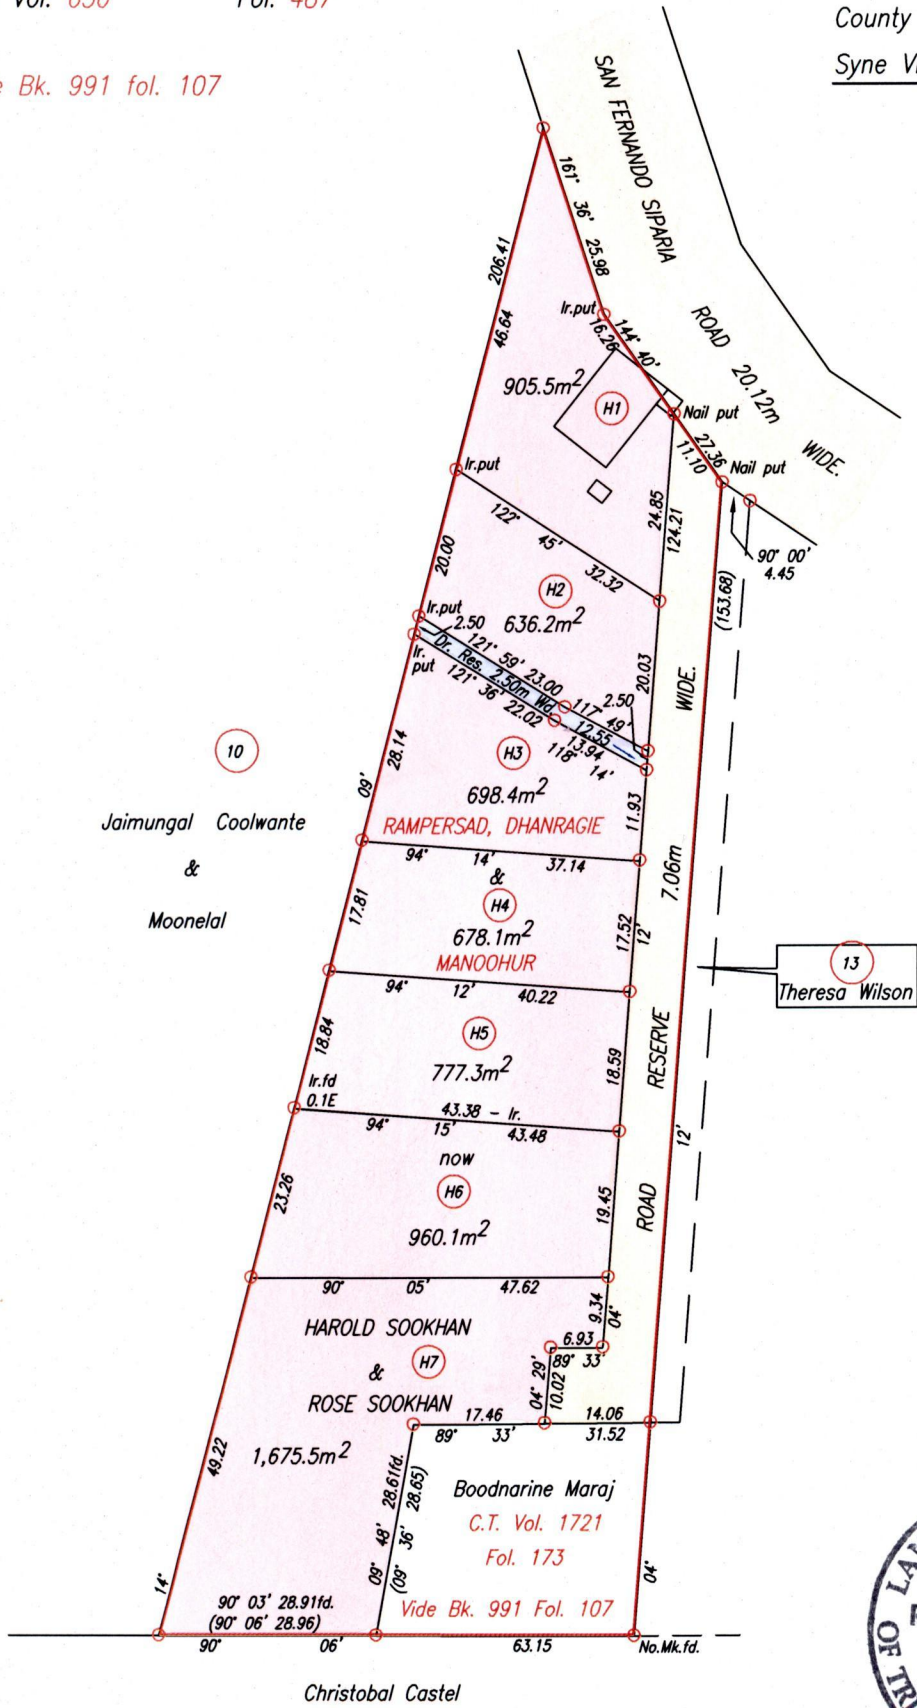 Vol.
Fol.
County
Syne
Bk. 991 fol. 107
SAN FERNANDO SIPARIA
ROAD 20.12m
WIDE.
161° 36' 25.98
206.41
46.64
Ir.put
144° 40'
16.26
905.5m²
H1
Nail put
27.36
11.10
Nail put
Ir.put
24.85
124.21
90° 00'
4.45
122° 45' 32.32
20.00
H2
636.2m²
(153.68)
Ir.put
2.50
121° 59' 23.00
Dr. Res. 2.50m Wd.
Ir.
put
121° 36' 22.02
20.03
2.50
117° 49'
12.55
13.94
118° 14'
WIDE.
10
28.14
09'
H3
698.4m²
11.93
Jaimungal Coolwante
&
Moonelal
RAMPERSAD, DHANRAGIE
94° 14' 37.14
&
7.06m
17.81
H4
678.1m²
17.52
12'
MANOOHUR
13
Theresa Wilson
94° 12' 40.22
18.84
H5
777.3m²
18.59
RESERVE
Ir.fd
0.1E
43.38 - Ir.
94° 15' 43.48
12'
now
23.26
H6
960.1m²
19.45
ROAD
90° 05' 47.62
HAROLD SOOKHAN
9.34
04°
6.93
89° 33'
&
H7
04° 29'
10.02
ROSE SOOKHAN
17.46
14.06
89° 33'
31.52
49.22
1,675.5m²
09° 48' 28.61fd.
(09° 36' 28.65)
Boodnarine Maraj
C.T. Vol. 1721
Fol. 173
14°
04°
90° 03' 28.91fd.
(90° 06' 28.96)
Vide Bk. 991 Fol. 107
90° 06' 63.15
No.Mk.fd.
Christobal Castel
OF